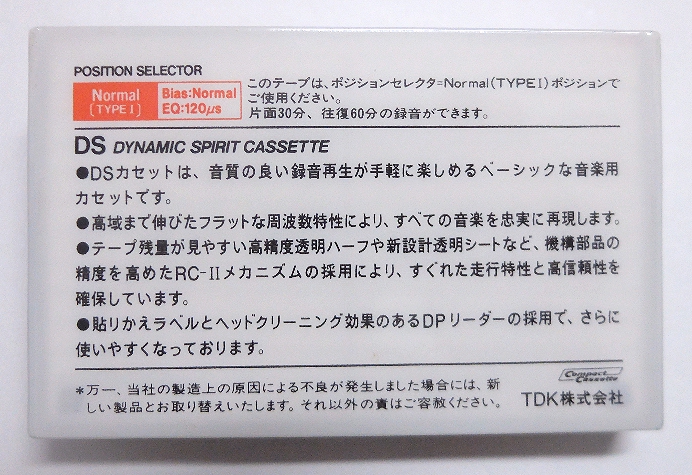 POSITION SELECTOR
Normal
(TYPE I)
Bias:Normal
EQ:120μs
このテープは、ポジションセレクタ=Normal(TYPE I)ポジションで
ご使用ください。
片面30分、往復60分の録音ができます。
DS DYNAMIC SPIRIT CASSETTE
●DSカセットは、音質の良い録音再生が手軽に楽しめるベーシックな音楽用
カセットです。
●高域まで伸びたフラットな周波数特性により、すべての音楽を忠実に再現します。
●テープ残量が見やすい高精度透明ハーフや新設計透明シートなど、機構部品の
精度を高めたRC-IIメカニズムの採用により、すぐれた走行特性と高信頼性を
確保しています。
●貼りかえラベルとヘッドクリーニング効果のあるDPリーダーの採用で、さらに
使いやすくなっております。
*万一、当社の製造上の原因による不良が発生しました場合には、新
しい製品とお取り替えいたします。それ以外の責はご容赦ください。
Compact
Cassette
TDK株式会社